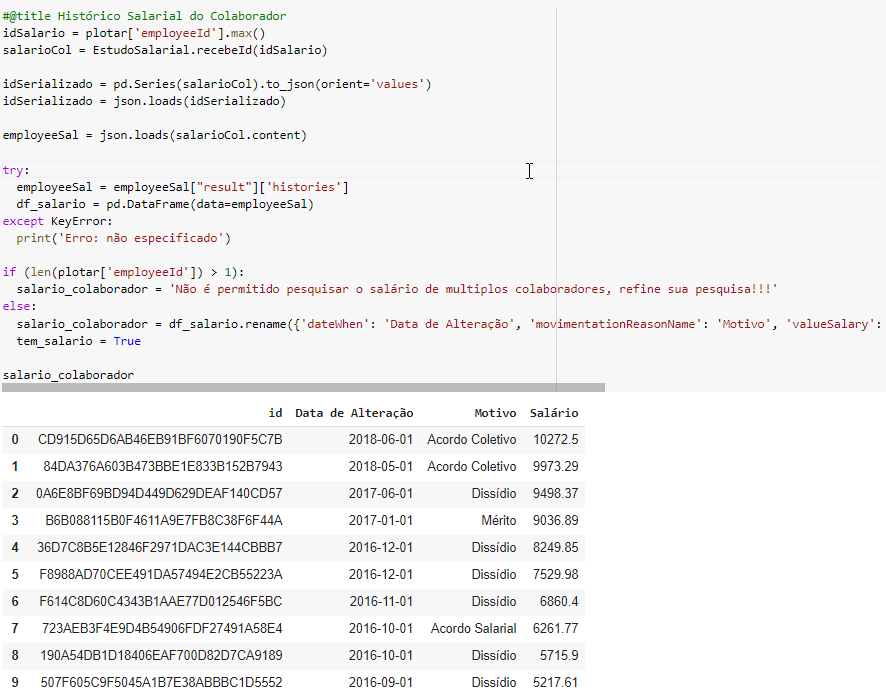 #@title Histórico Salarial do Colaborador
idSalario = plotar['employeeId'].max()
salarioCol = EstudoSalarial.recebeId(idSalario)
idSerializado = pd.Series(salarioCol).to_json(orient='values')
idSerializado = json.loads(idSerializado)
employeeSal = json.loads(salarioCol.content)
try:
  employeeSal = employeeSal["result"]['histories']
  df_salario = pd.DataFrame(data=employeeSal)
except KeyError:
  print('Erro: não especificado')
if (len(plotar['employeeId']) > 1):
  salario_colaborador = 'Não é permitido pesquisar o salário de multiplos colaboradores, refine sua pesquisa!!!'
else:
  salario_colaborador = df_salario.rename({'dateWhen': 'Data de Alteração', 'movimentationReasonName': 'Motivo', 'valueSalary':
  tem_salario = True
salario_colaborador
id Data de Alteração Motivo Salário
0 CD915D65D6AB46EB91BF6070190F5C7B 2018-06-01 Acordo Coletivo 10272.5
1 84DA376A603B473BBE1E833B152B7943 2018-05-01 Acordo Coletivo 9973.29
2 0A6E8BF69BD94D449D629DEAF140CD57 2017-06-01 Dissídio 9498.37
3 B6B088115B0F4611A9E7FB8C38F6F44A 2017-01-01 Mérito 9036.89
4 36D7C8B5E12846F2971DAC3E144CBBB7 2016-12-01 Dissídio 8249.85
5 F8988AD70CEE491DA57494E2CB55223A 2016-12-01 Dissídio 7529.98
6 F614C8D60C4343B1AAE77D012546F5BC 2016-11-01 Dissídio 6860.4
7 723AEB3F4E9D4B54906FDF27491A58E4 2016-10-01 Acordo Salarial 6261.77
8 190A54DB1D18406EAF700D82D7CA9189 2016-10-01 Dissídio 5715.9
9 507F605C9F5045A1B7E38ABBBC1D5552 2016-09-01 Dissídio 5217.61